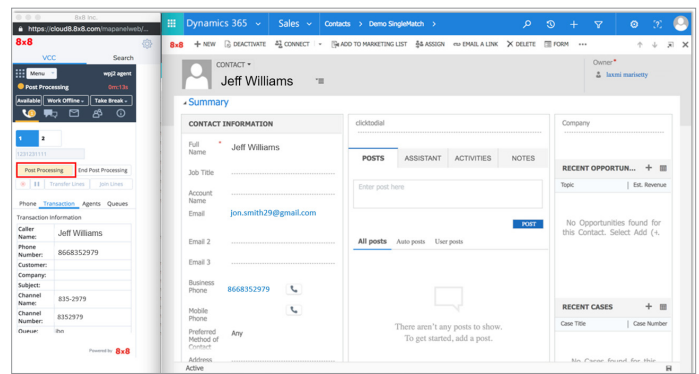 8x8 Inc.
https://cloud8.8x8.com/mapanelweb/...
8x8
VCC Search
Menu wpj2 agent
Post Processing 0m:13s
Available Work Offline Take Break
1 2
1231231111
Post Processing End Post Processing
Transfer Lines Join Lines
Phone Transaction Agents Queues
Transaction Information
Caller Name: Jeff Williams
Phone Number: 8668352979
Customer:
Company:
Subject:
Channel Name: 835-2979
Channel Number: 8352979
Queue: ibn
Powered by 8x8
Dynamics 365 Sales Contacts > Demo SingleMatch >
8x8 + NEW DEACTIVATE CONNECT ADD TO MARKETING LIST ASSIGN EMAIL A LINK DELETE FORM ...
CONTACT
Jeff Williams
Owner*
laxmi marisetty
Summary
CONTACT INFORMATION
Full Name * Jeff Williams
Job Title
Account Name
Email jon.smith29@gmail.com
Email 2
Email 3
Business Phone 8668352979
Mobile Phone
Preferred Method of Contact Any
Address
Active
clicktodial
POSTS ASSISTANT ACTIVITIES NOTES
Enter post here
POST
All posts Auto posts User posts
There aren't any posts to show.
To get started, add a post.
Company
RECENT OPPORTUN... +
Topic Est. Revenue
No Opportunities found for
this Contact. Select Add (+).
RECENT CASES +
Case Title Case Number
No Cases found for this